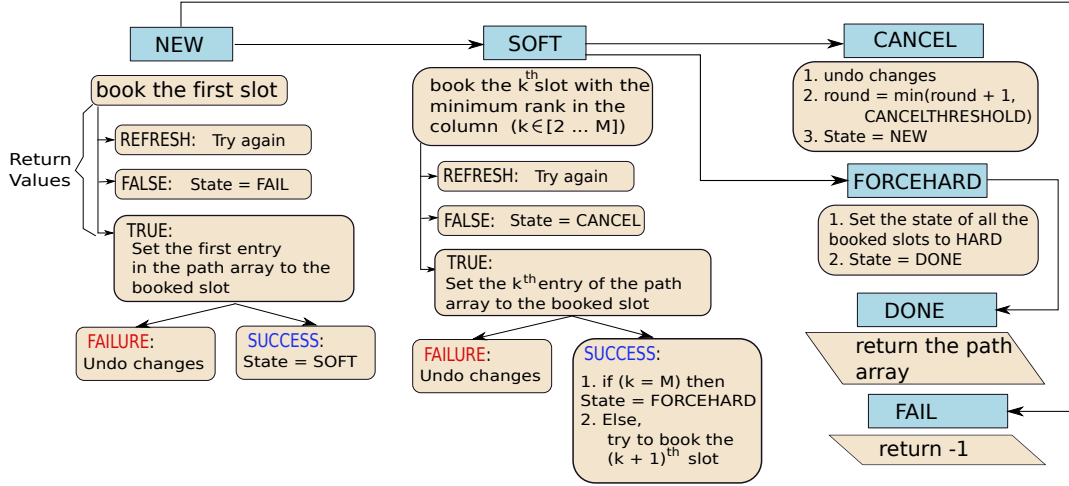 NEW
book the first slot
Return
Values
REFRESH: Try again
FALSE: State = FAIL
TRUE:
Set the first entry
in the path array to the
booked slot
FAILURE:
Undo changes
SUCCESS:
State = SOFT
SOFT
book the k^th slot with the
minimum rank in the
column (k∈[2 ... M])
REFRESH: Try again
FALSE: State = CANCEL
TRUE:
Set the k^th entry of the path
array to the booked slot
FAILURE:
Undo changes
SUCCESS:
1. if (k = M) then
State = FORCEHARD
2. Else,
try to book the
(k + 1)^th slot
CANCEL
1. undo changes
2. round = min(round + 1,
CANCELTHRESHOLD)
3. State = NEW
FORCEHARD
1. Set the state of all the
booked slots to HARD
2. State = DONE
DONE
return the path
array
FAIL
return -1